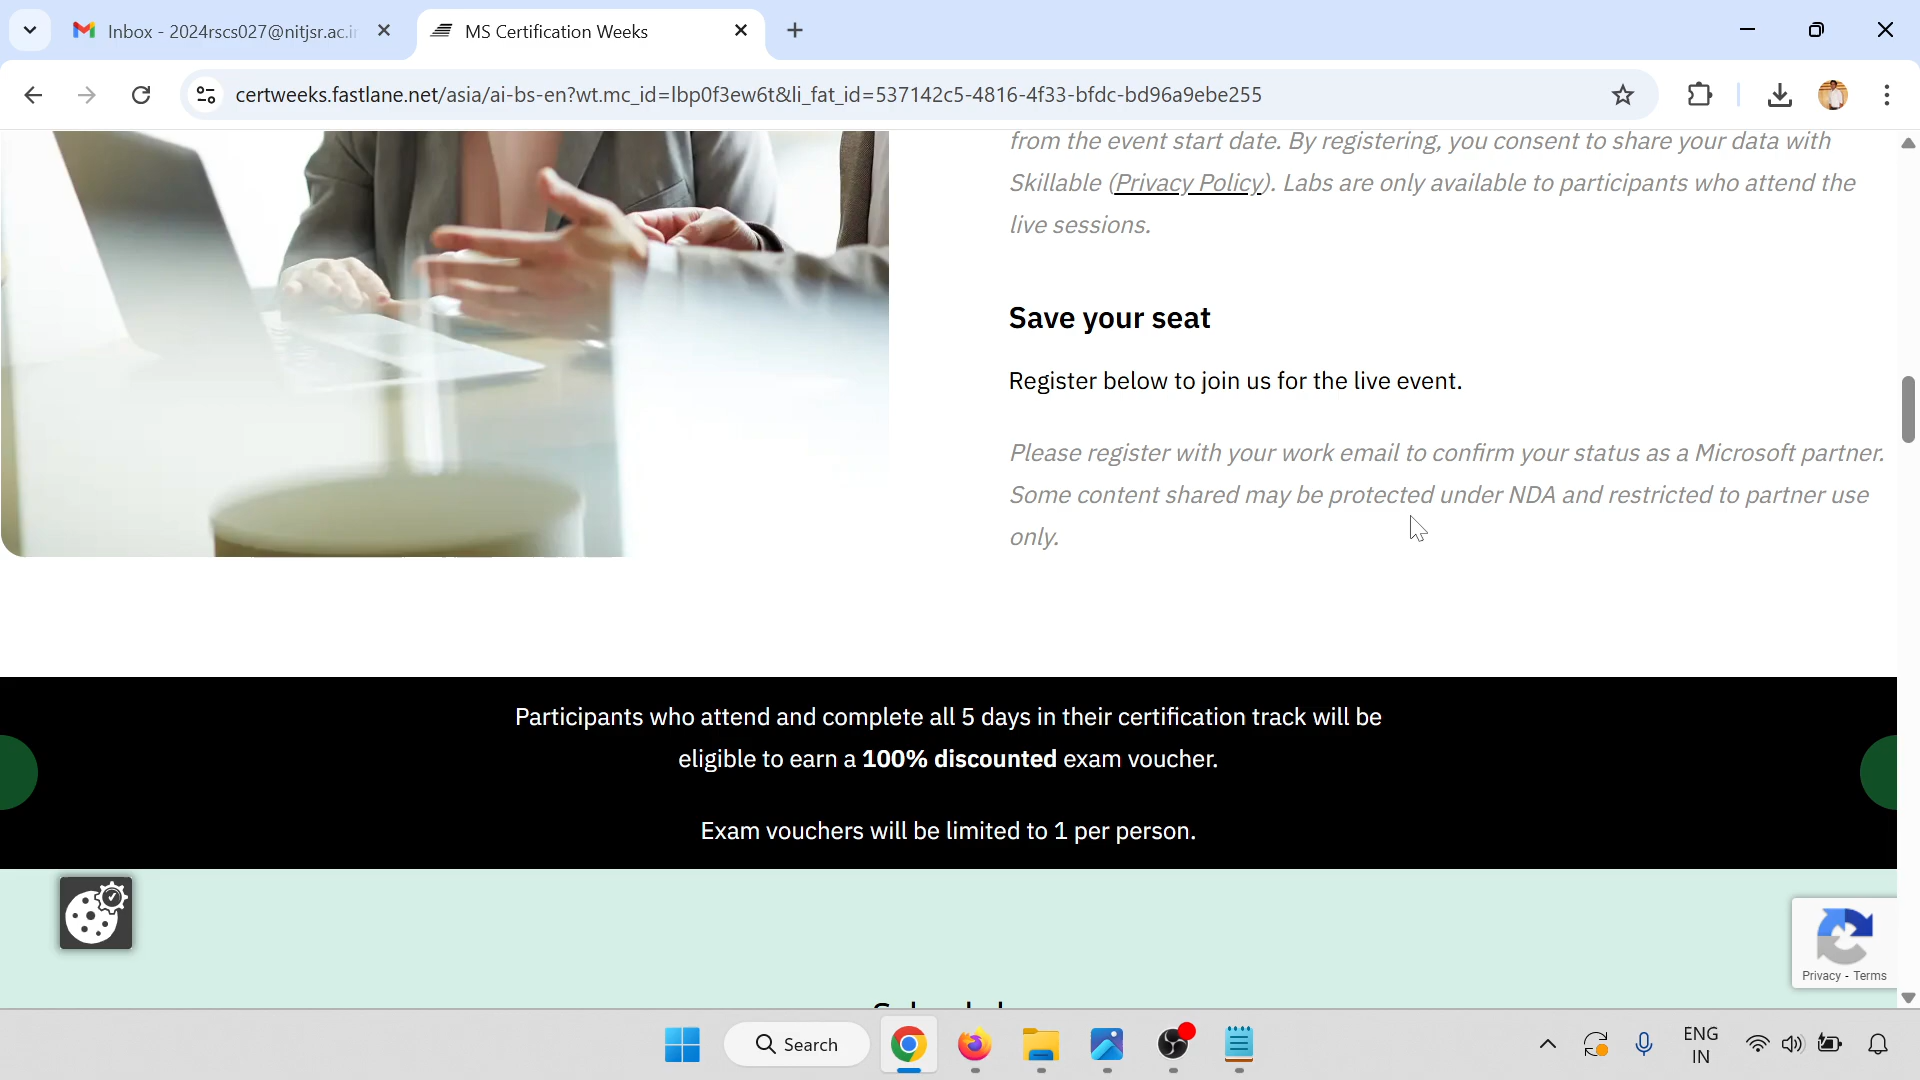 Inbox - 2024rscs027@nitjsr.ac.i
MS Certification Weeks
certweeks.fastlane.net/asia/ai-bs-en?wt.mc_id=lbp0f3ew6t&li_fat_id=537142c5-4816-4f33-bfdc-bd96a9ebe255
from the event start date. By registering, you consent to share your data with
Skillable (Privacy Policy). Labs are only available to participants who attend the
live sessions.
Save your seat
Register below to join us for the live event.
Please register with your work email to confirm your status as a Microsoft partner.
Some content shared may be protected under NDA and restricted to partner use
only.
Participants who attend and complete all 5 days in their certification track will be
eligible to earn a 100% discounted exam voucher.
Exam vouchers will be limited to 1 per person.
Privacy - Terms
Search
ENG
IN